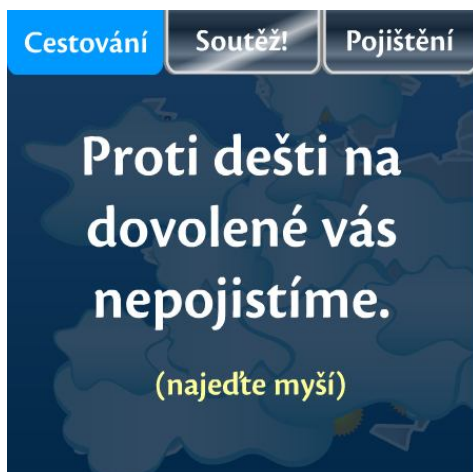 Cestování Soutěž! Pojištění
Proti dešti na
dovolené vás
nepojistíme.
(najeďte myší)